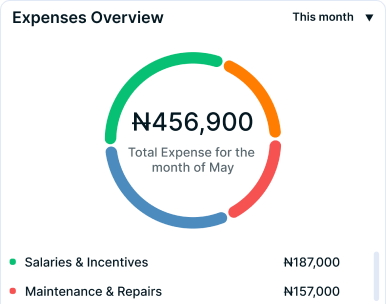 Expenses Overview
This month ▼
₦456,900
Total Expense for the
month of May
Salaries & Incentives ₦187,000
Maintenance & Repairs ₦157,000